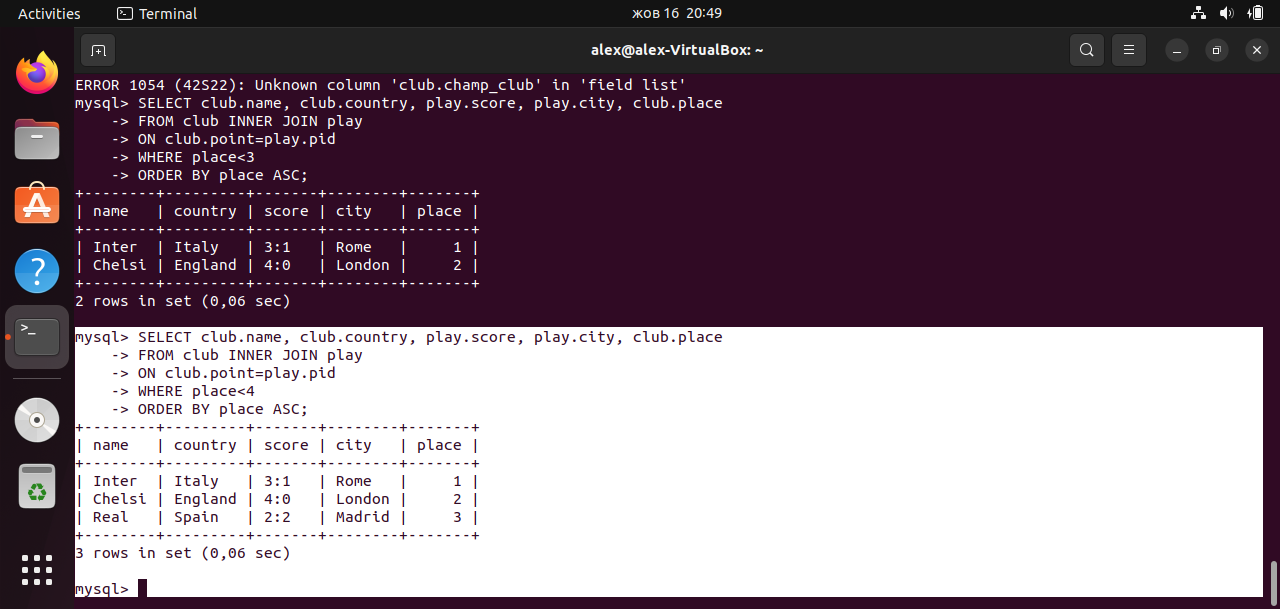 Activities
Terminal
жов 16 20:49
alex@alex-VirtualBox: ~
ERROR 1054 (42S22): Unknown column 'club.champ_club' in 'field list'
mysql> SELECT club.name, club.country, play.score, play.city, club.place
    -> FROM club INNER JOIN play
    -> ON club.point=play.pid
    -> WHERE place<3
    -> ORDER BY place ASC;
+--------+---------+-------+--------+-------+
| name   | country | score | city   | place |
+--------+---------+-------+--------+-------+
| Inter  | Italy   | 3:1   | Rome   |     1 |
| Chelsi | England | 4:0   | London |     2 |
+--------+---------+-------+--------+-------+
2 rows in set (0,06 sec)
mysql> SELECT club.name, club.country, play.score, play.city, club.place
    -> FROM club INNER JOIN play
    -> ON club.point=play.pid
    -> WHERE place<4
    -> ORDER BY place ASC;
+--------+---------+-------+--------+-------+
| name   | country | score | city   | place |
+--------+---------+-------+--------+-------+
| Inter  | Italy   | 3:1   | Rome   |     1 |
| Chelsi | England | 4:0   | London |     2 |
| Real   | Spain   | 2:2   | Madrid |     3 |
+--------+---------+-------+--------+-------+
3 rows in set (0,06 sec)
mysql>